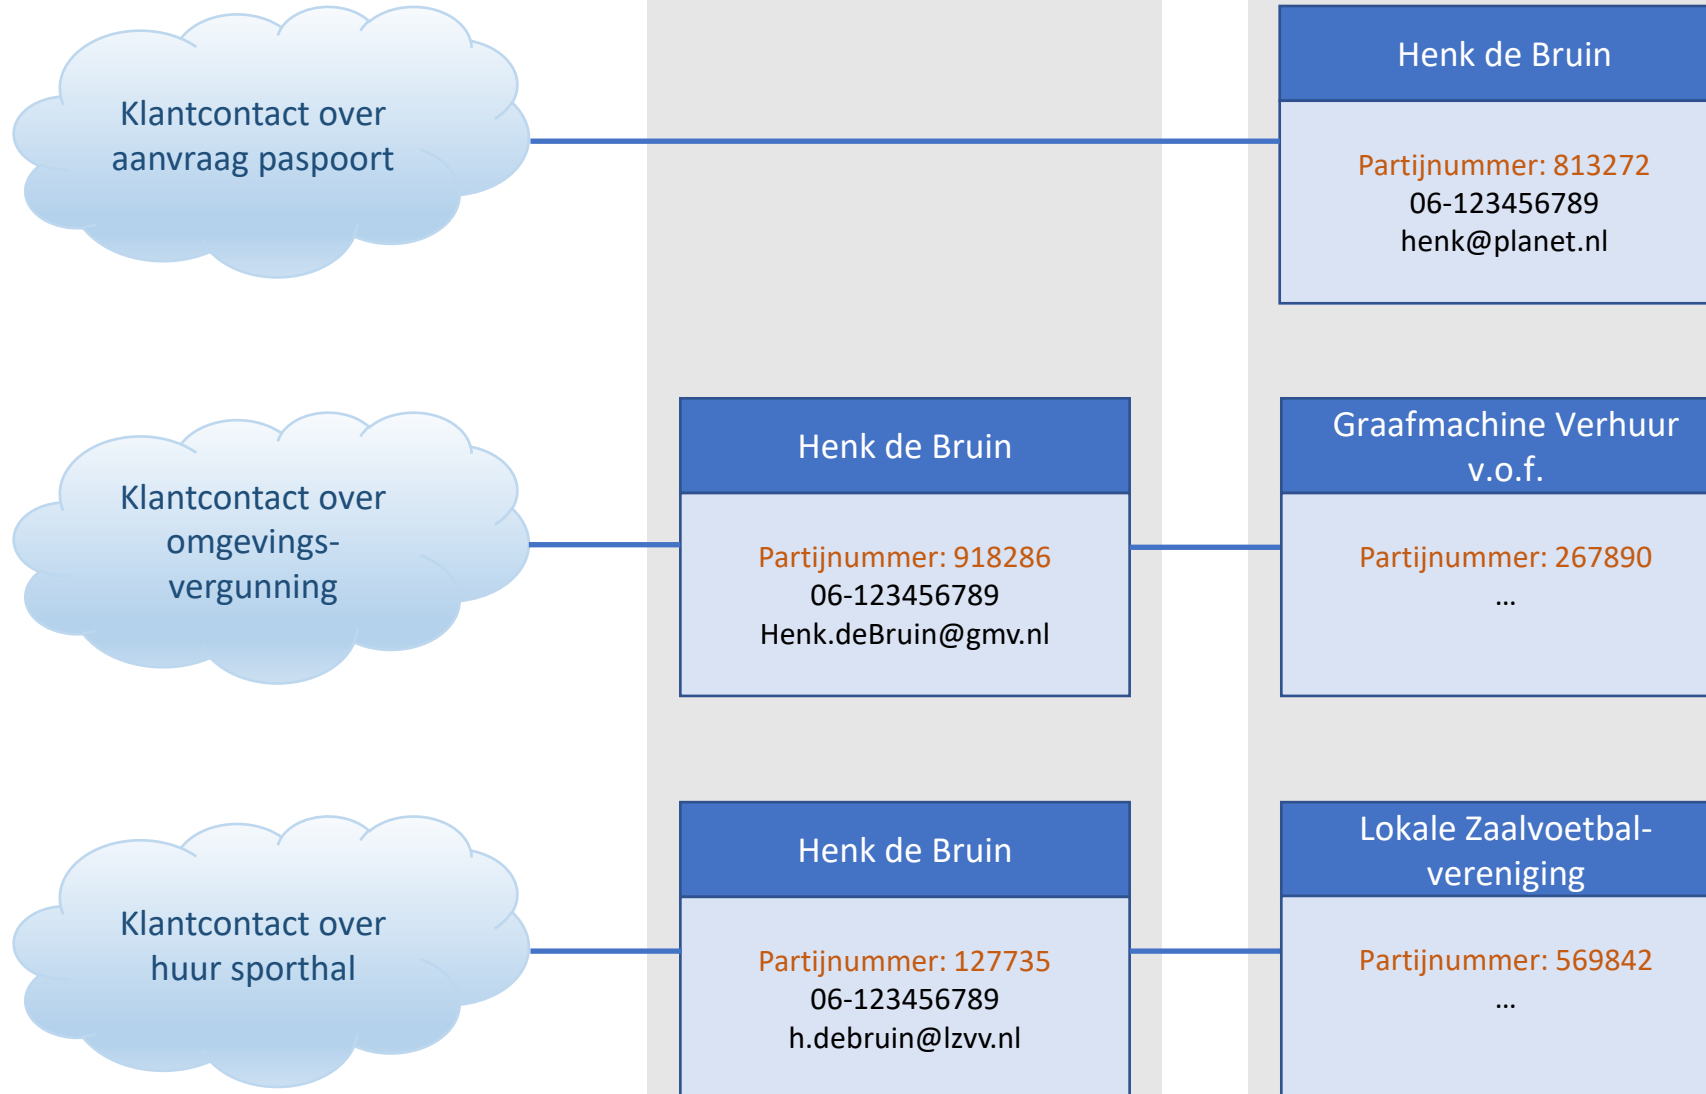 Klantcontact over
aanvraag paspoort
Henk de Bruin
Partijnummer: 813272
06-123456789
henk@planet.nl
Klantcontact over
omgevings-
vergunning
Henk de Bruin
Partijnummer: 918286
06-123456789
Henk.deBruin@gmv.nl
Graafmachine Verhuur
v.o.f.
Partijnummer: 267890
...
Klantcontact over
huur sporthal
Henk de Bruin
Partijnummer: 127735
06-123456789
h.debruin@lzvv.nl
Lokale Zaalvoetbal-
vereniging
Partijnummer: 569842
...